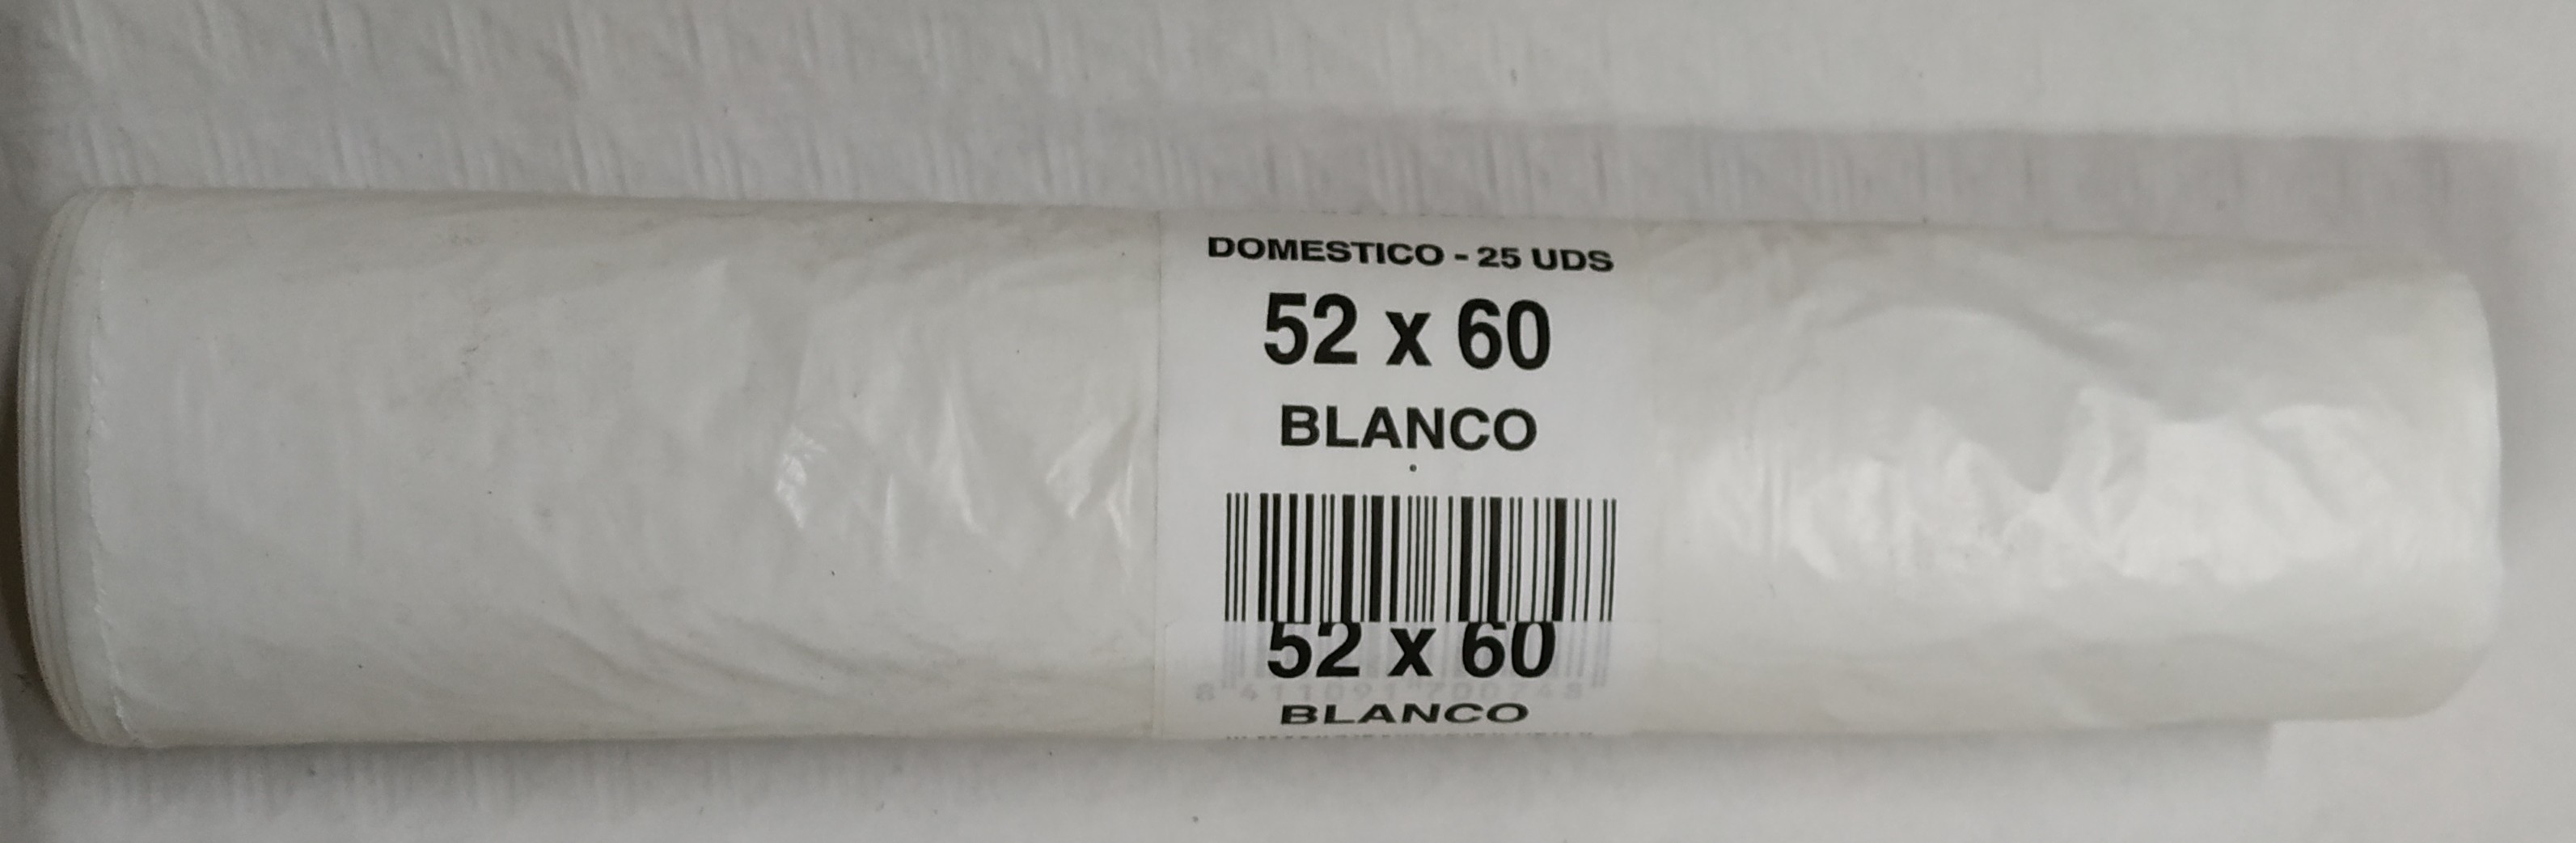 DOMESTICO - 25 UDS
52 x 60
BLANCO
52 x 60
BLANCO